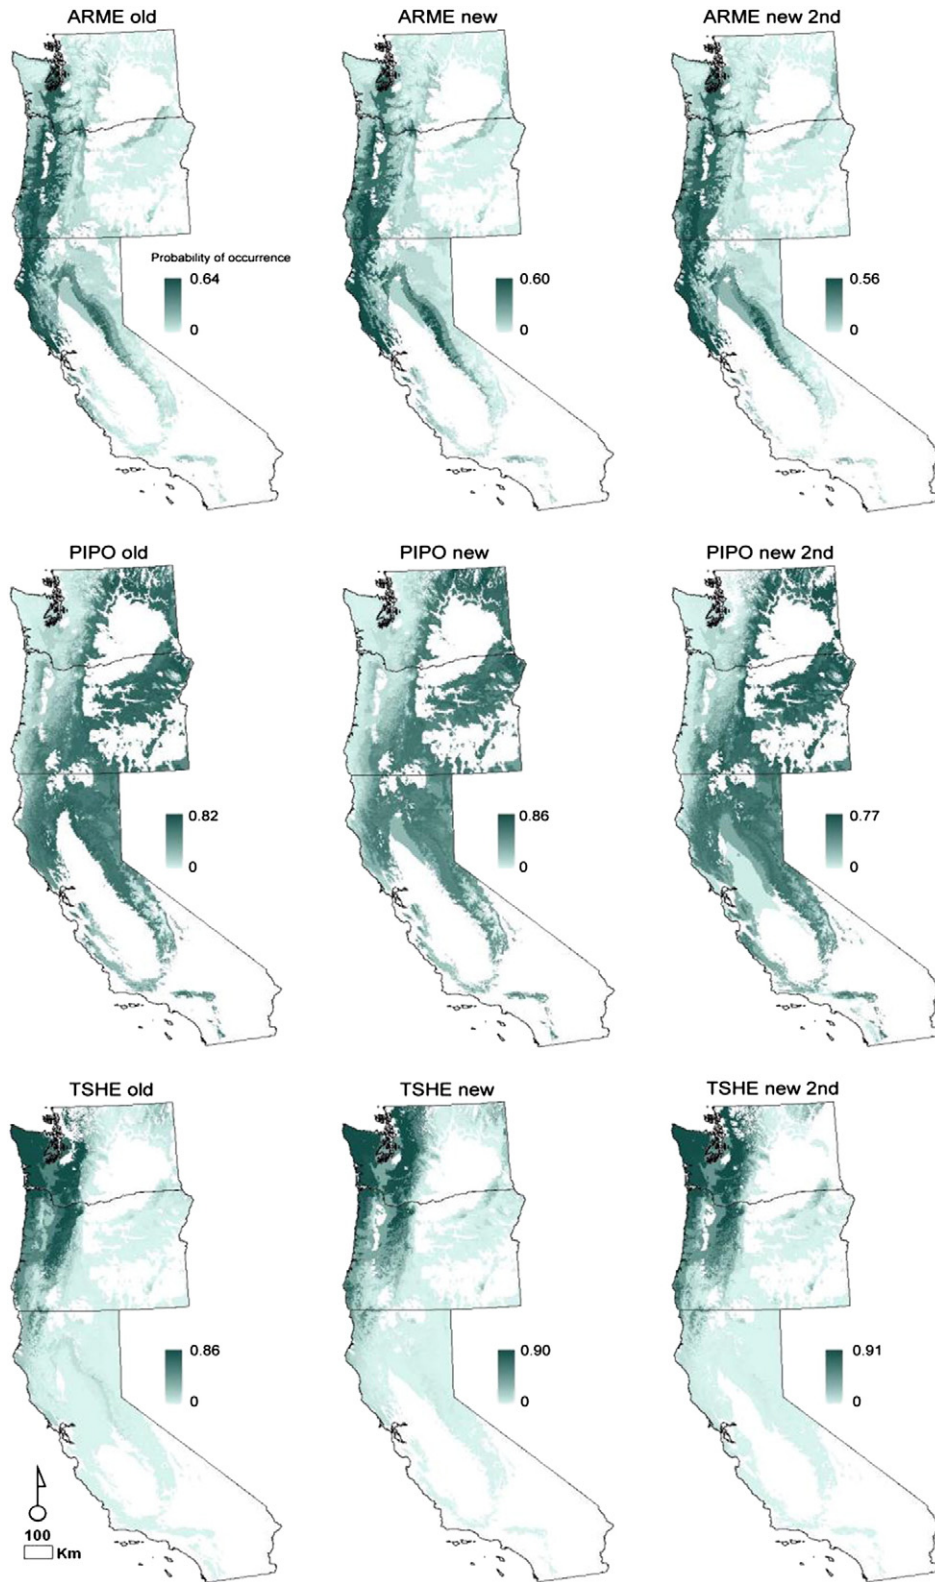 ARME old
ARME new
ARME new 2nd
Probability of occurrence
0.64
0
0.60
0
0.56
0
PIPO old
PIPO new
PIPO new 2nd
0.82
0
0.86
0
0.77
0
TSHE old
TSHE new
TSHE new 2nd
0.86
0
0.90
0
0.91
0
100
Km